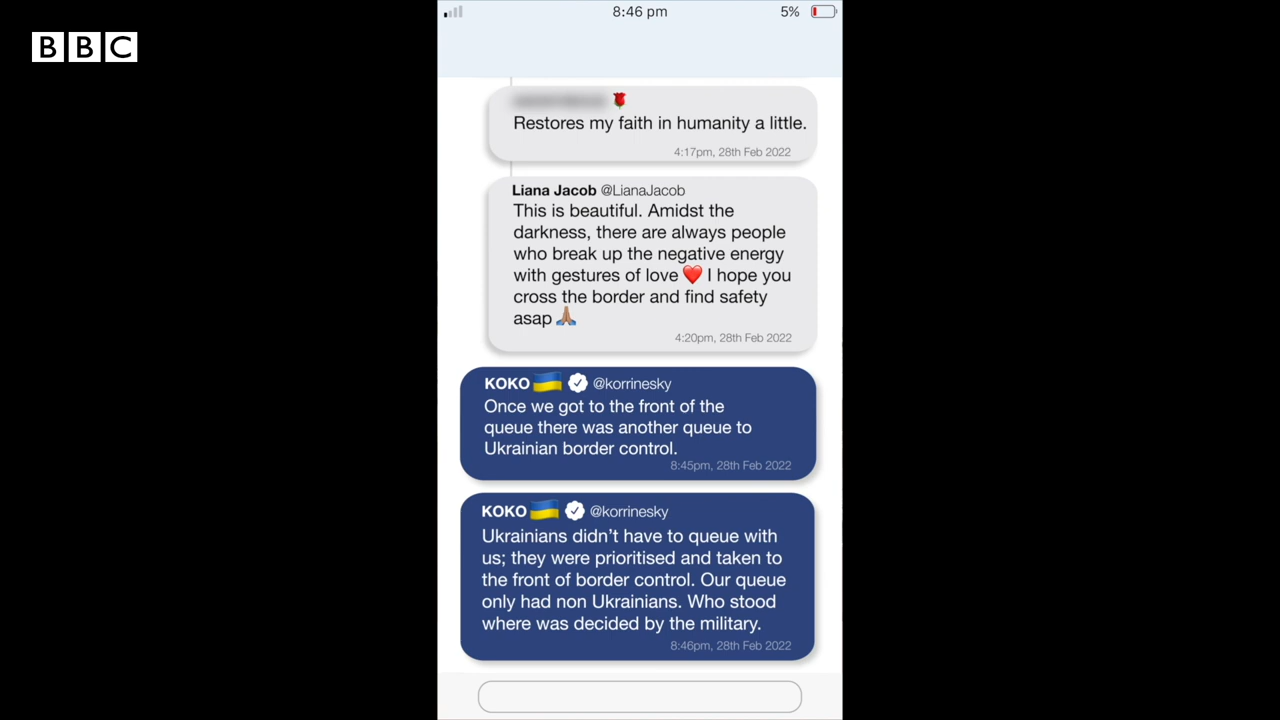 BBC
8:46 pm
5%
Restores my faith in humanity a little.
4:17pm, 28th Feb 2022
Liana Jacob @LianaJacob
This is beautiful. Amidst the
darkness, there are always people
who break up the negative energy
with gestures of love ❤️ I hope you
cross the border and find safety
asap 🙏🏽
4:20pm, 28th Feb 2022
KOKO 🇺🇦 @korrinesky
Once we got to the front of the
queue there was another queue to
Ukrainian border control.
8:45pm, 28th Feb 2022
KOKO 🇺🇦 @korrinesky
Ukrainians didn’t have to queue with
us; they were prioritised and taken to
the front of border control. Our queue
only had non Ukrainians. Who stood
where was decided by the military.
8:46pm, 28th Feb 2022